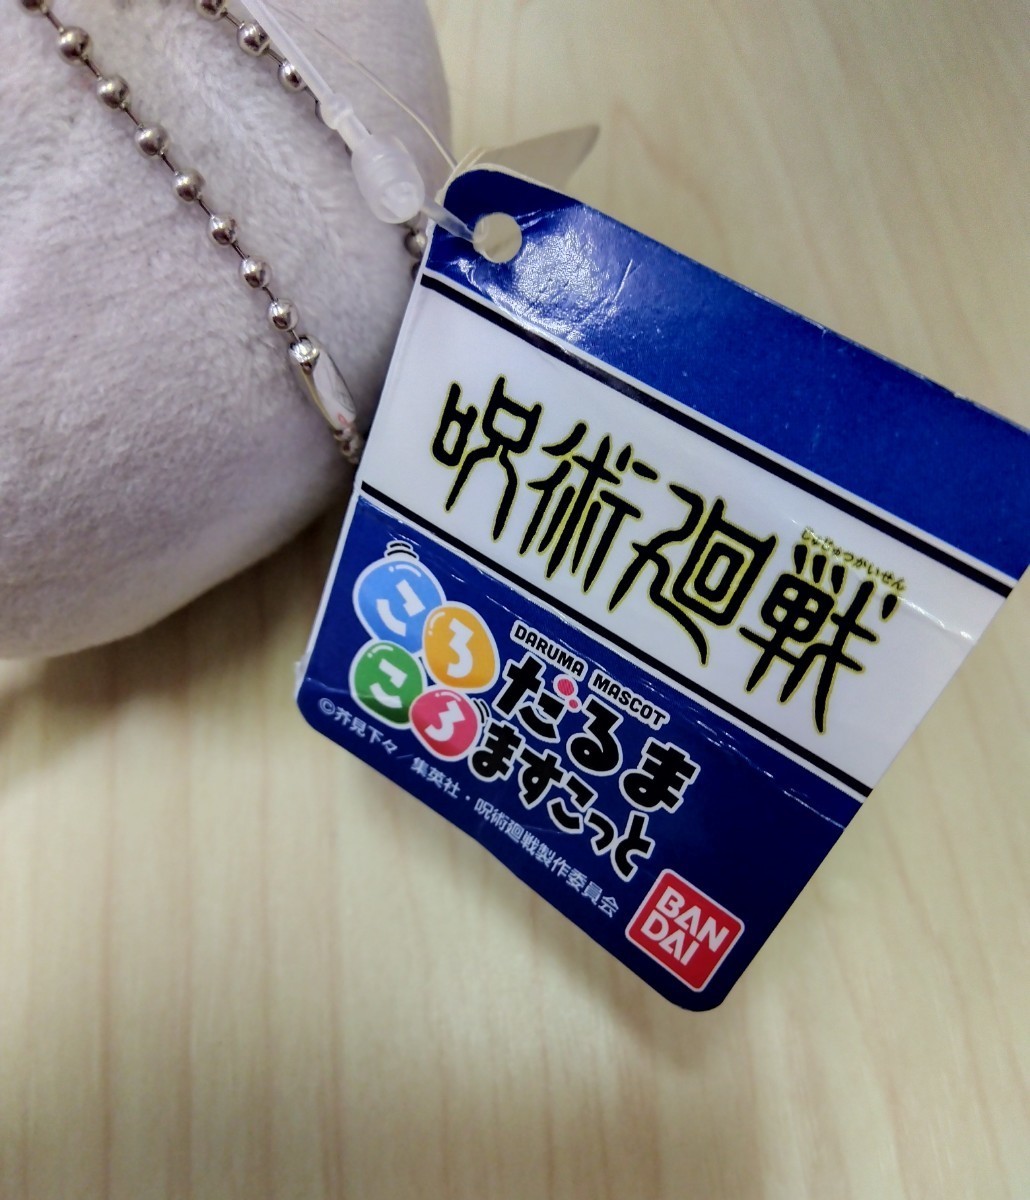 じゅじゅつかいせん
呪術廻戦
ころころ
DARUMA MASCOT
だるま
ますこっと
©芥見下々／集英社・呪術廻戦製作委員会
BAN
DAI